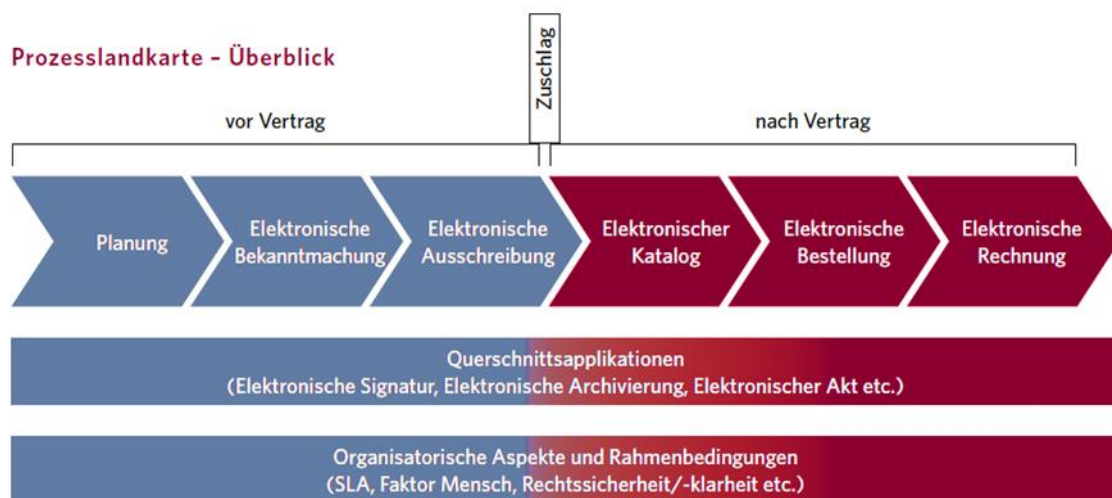 Prozesslandkarte – Überblick
Zuschlag
vor Vertrag
nach Vertrag
Planung
Elektronische
Bekanntmachung
Elektronische
Ausschreibung
Elektronischer
Katalog
Elektronische
Bestellung
Elektronische
Rechnung
Querschnittsapplikationen
(Elektronische Signatur, Elektronische Archivierung, Elektronischer Akt etc.)
Organisatorische Aspekte und Rahmenbedingungen
(SLA, Faktor Mensch, Rechtssicherheit/-klarheit etc.)